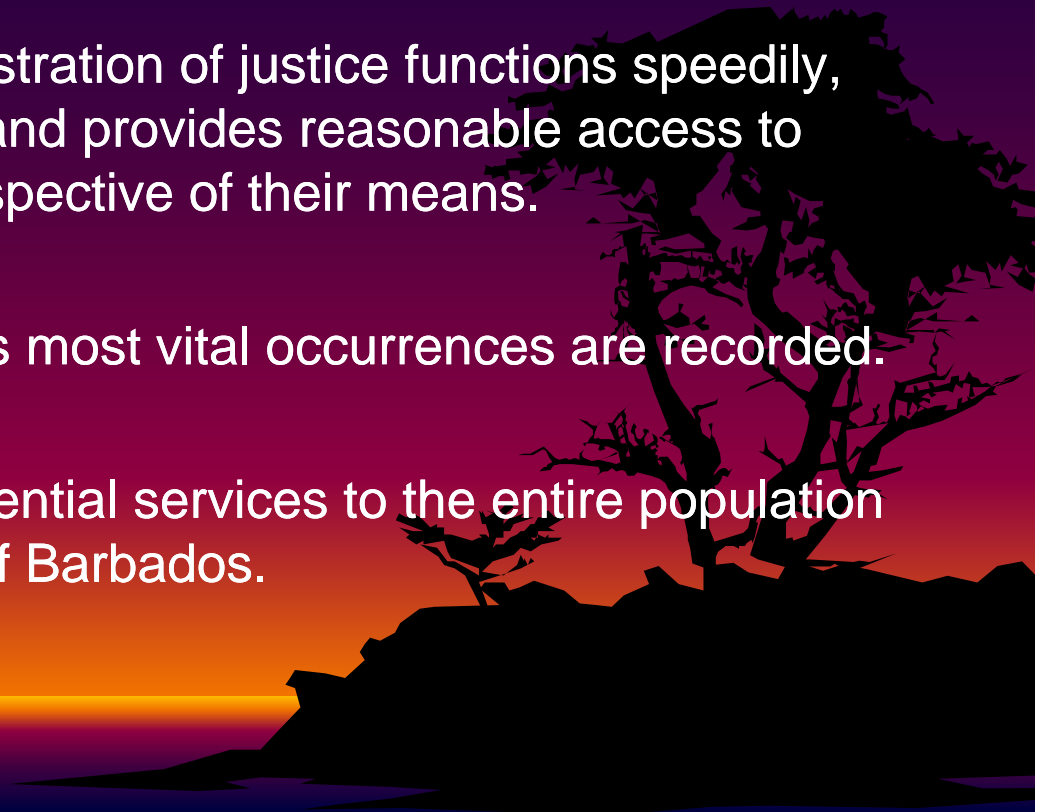 stration of justice functions speedily,
and provides reasonable access to
spective of their means.
s most vital occurrences are recorded.
ential services to the entire population
f Barbados.